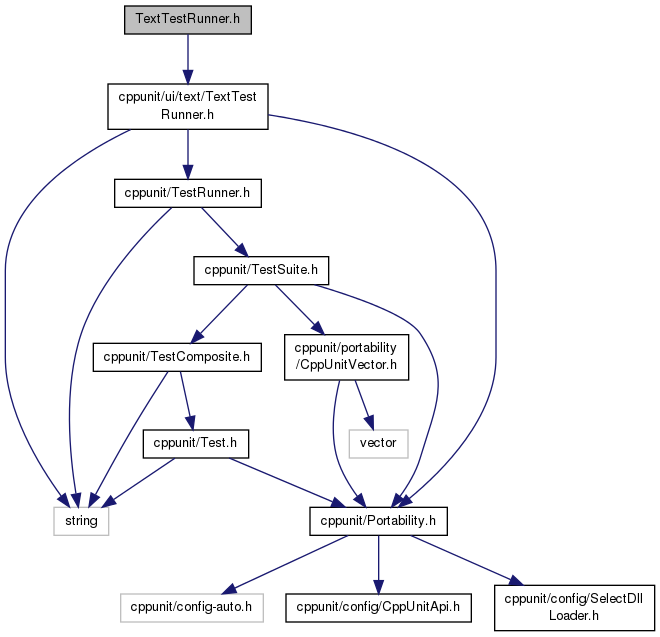 TextTestRunner.h
cppunit/ui/text/TextTest
Runner.h
cppunit/TestRunner.h
cppunit/TestSuite.h
cppunit/TestComposite.h
cppunit/portability
/CppUnitVector.h
cppunit/Test.h
vector
string
cppunit/Portability.h
cppunit/config-auto.h
cppunit/config/CppUnitApi.h
cppunit/config/SelectDll
Loader.h